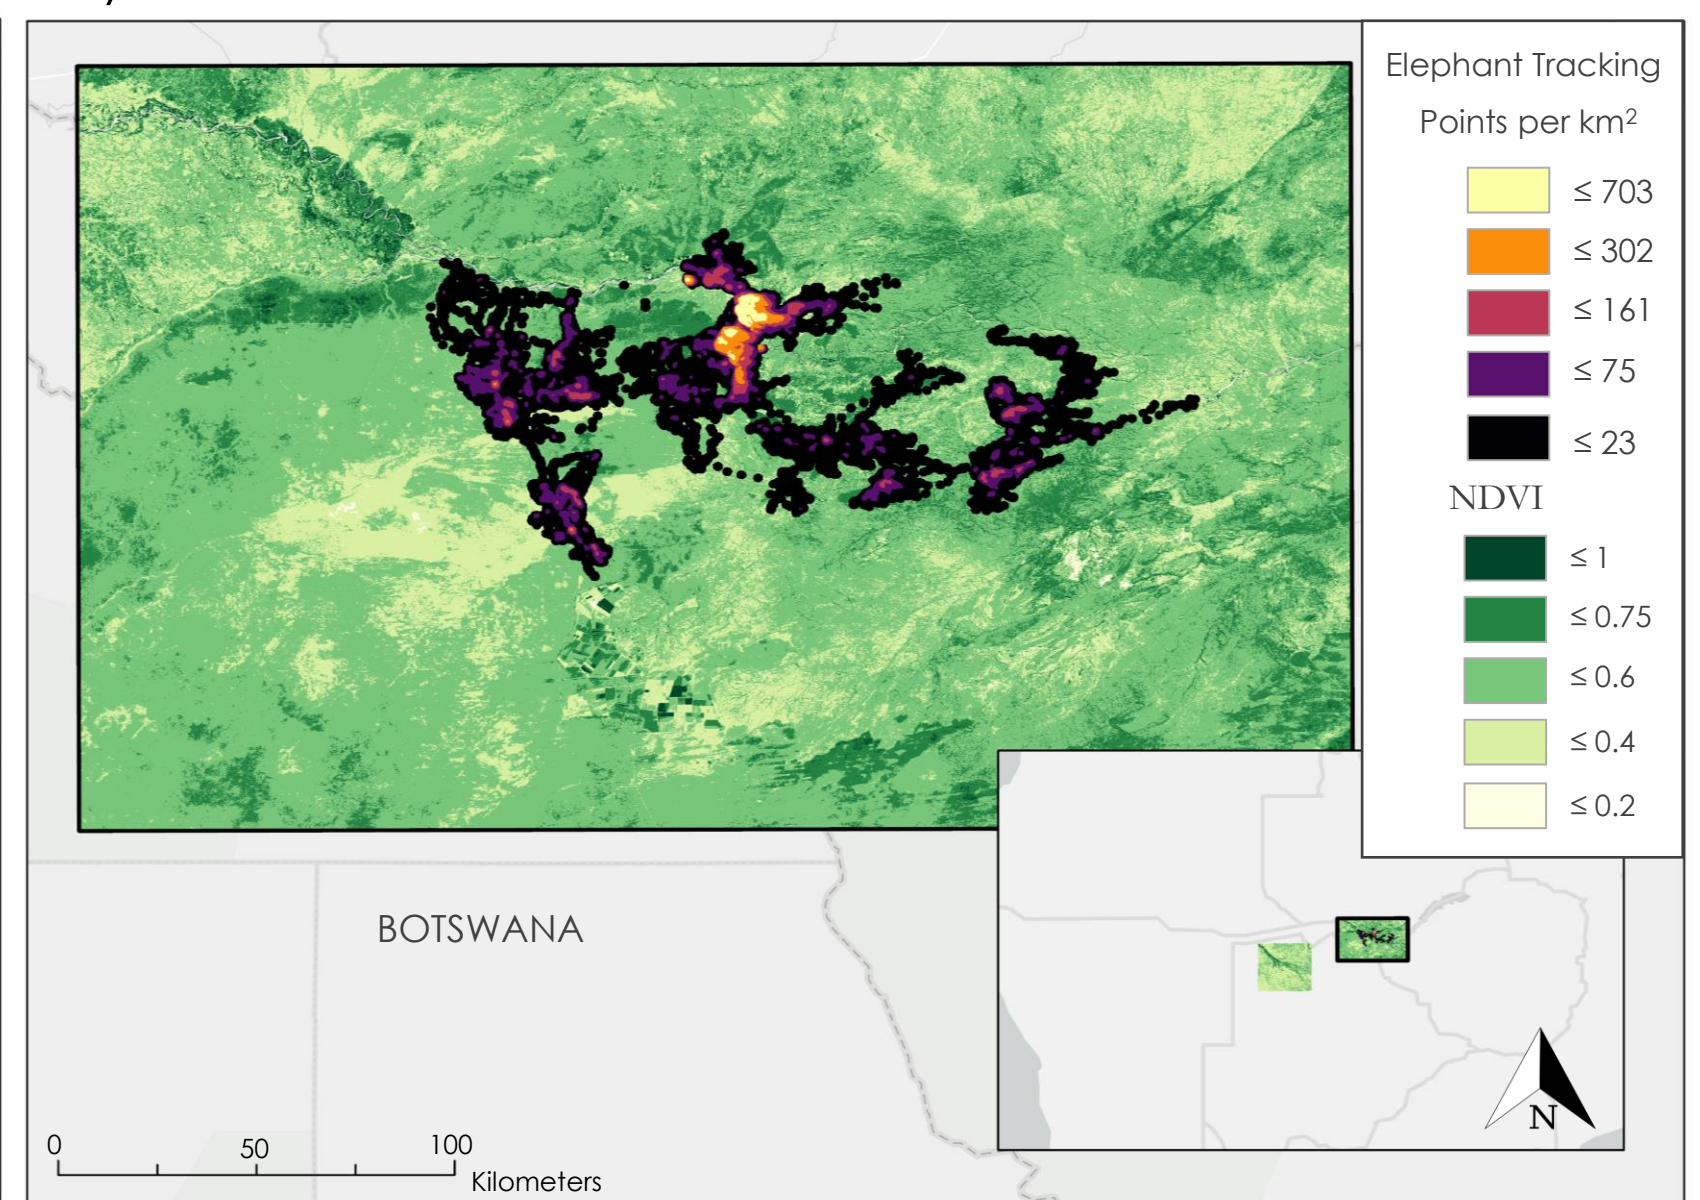 Elephant Tracking
Points per km²
≤ 703
≤ 302
≤ 161
≤ 75
≤ 23
NDVI
≤ 1
≤ 0.75
≤ 0.6
≤ 0.4
≤ 0.2
BOTSWANA
N
0 50 100
Kilometers